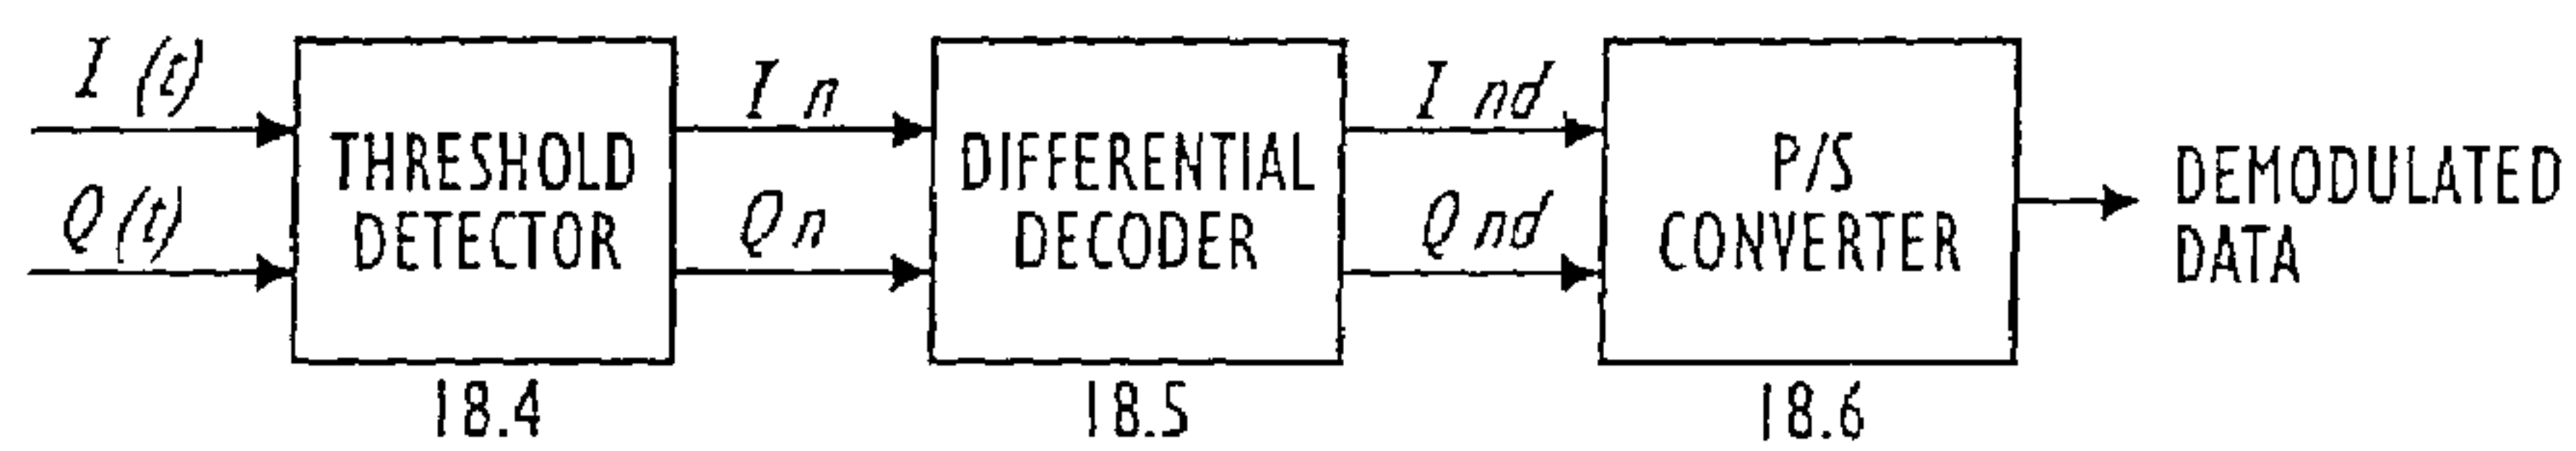 I (t)
Q (t)
THRESHOLD
DETECTOR
18.4
I n
Q n
DIFFERENTIAL
DECODER
18.5
I nd
Q nd
P/S
CONVERTER
18.6
DEMODULATED
DATA